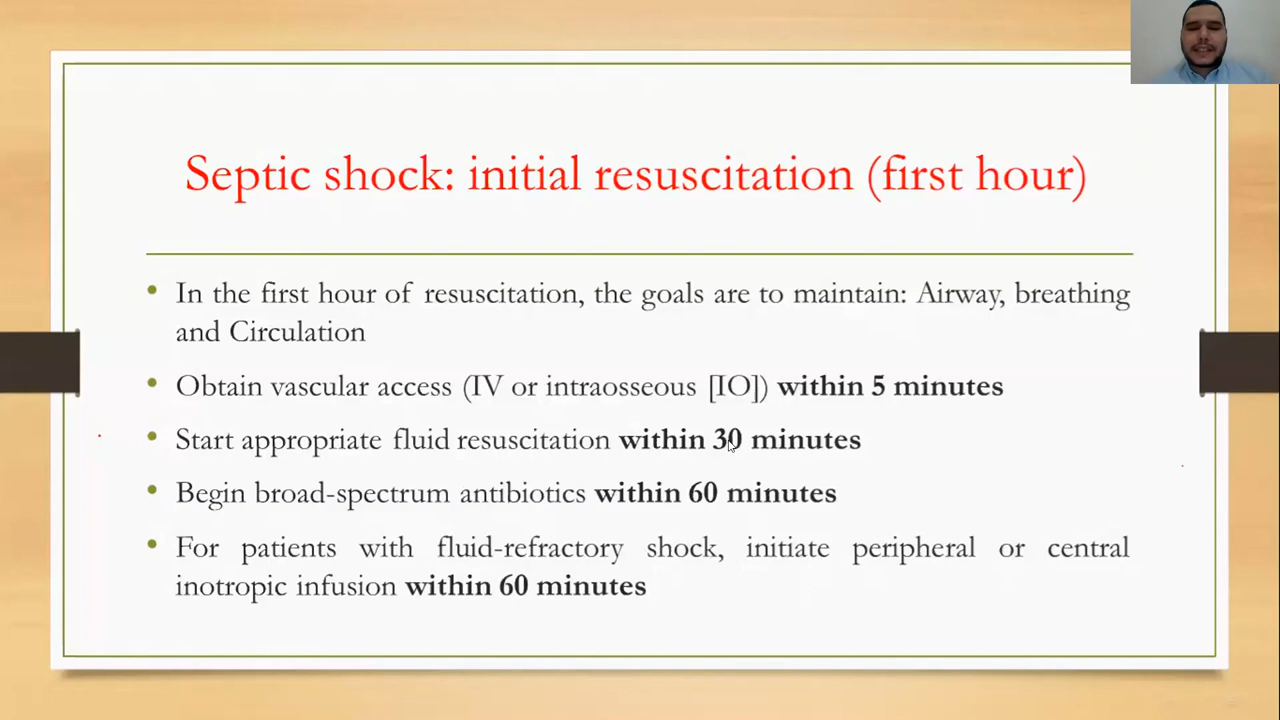 Septic shock: initial resuscitation (first hour)
• In the first hour of resuscitation, the goals are to maintain: Airway, breathing
and Circulation
• Obtain vascular access (IV or intraosseous [IO]) within 5 minutes
• Start appropriate fluid resuscitation within 30 minutes
• Begin broad-spectrum antibiotics within 60 minutes
• For patients with fluid-refractory shock, initiate peripheral or central
inotropic infusion within 60 minutes